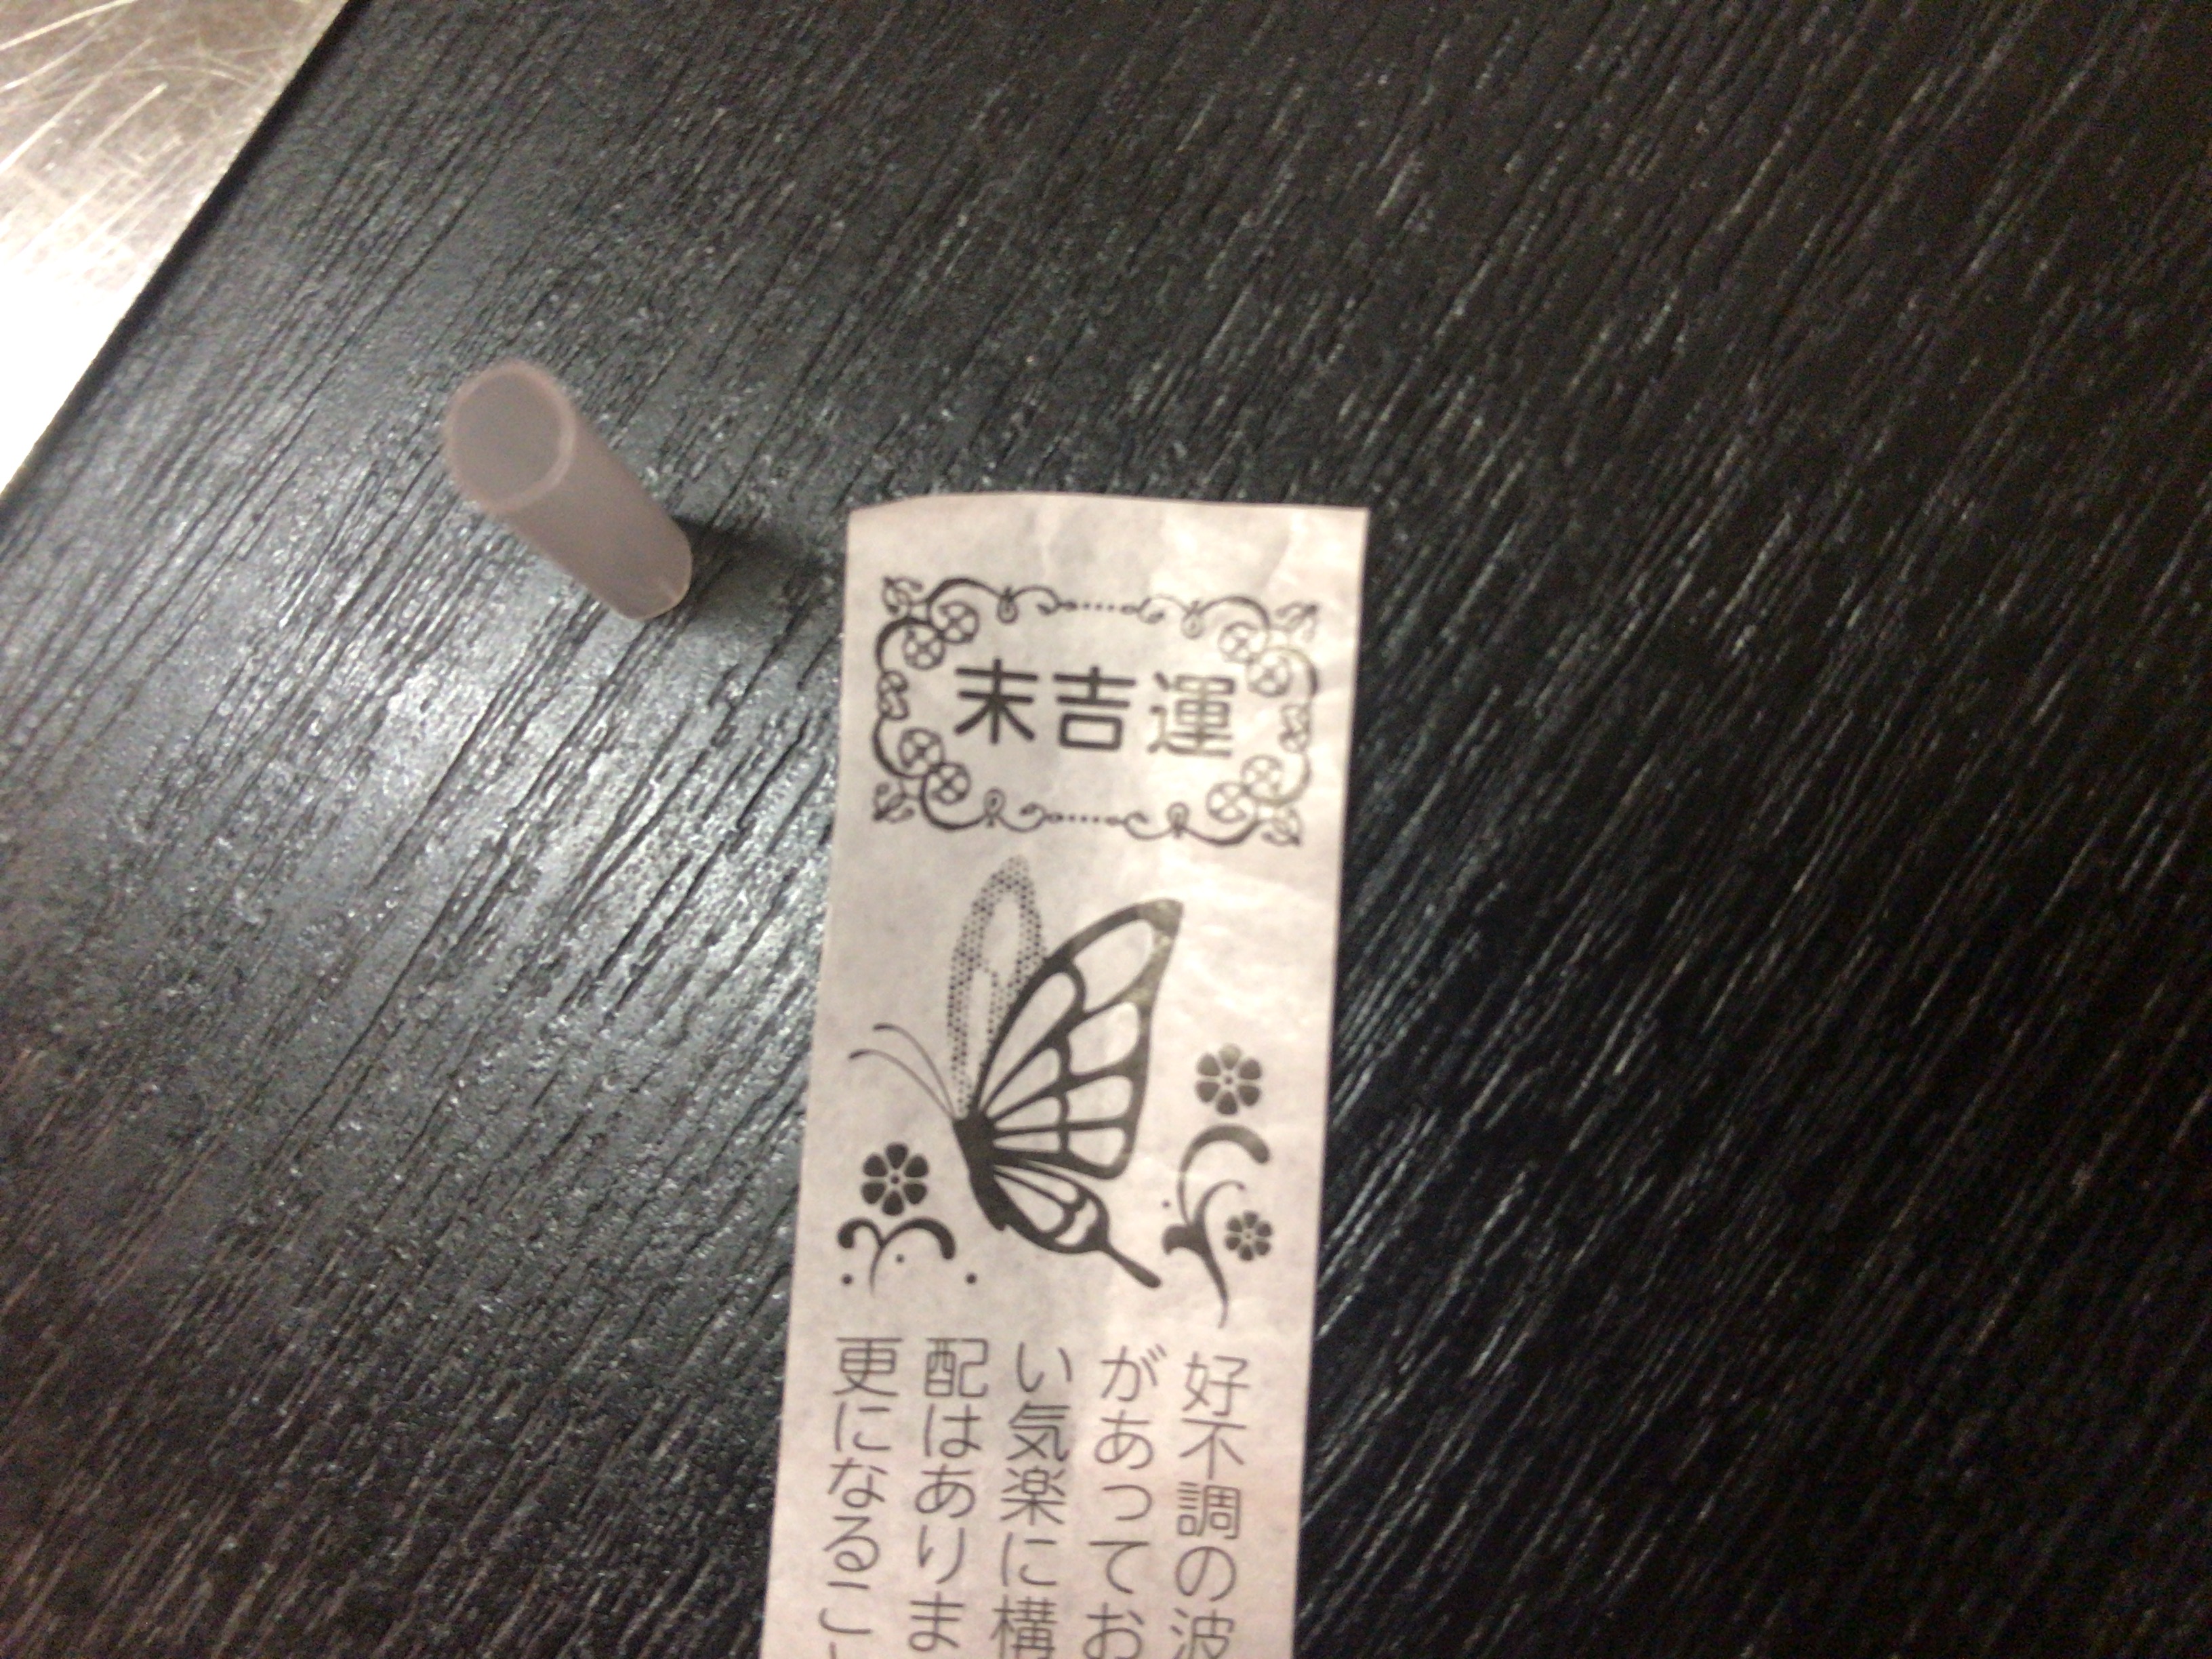 末吉運
好不調の波
があってお
い気楽に構
配はありま
更になるこ